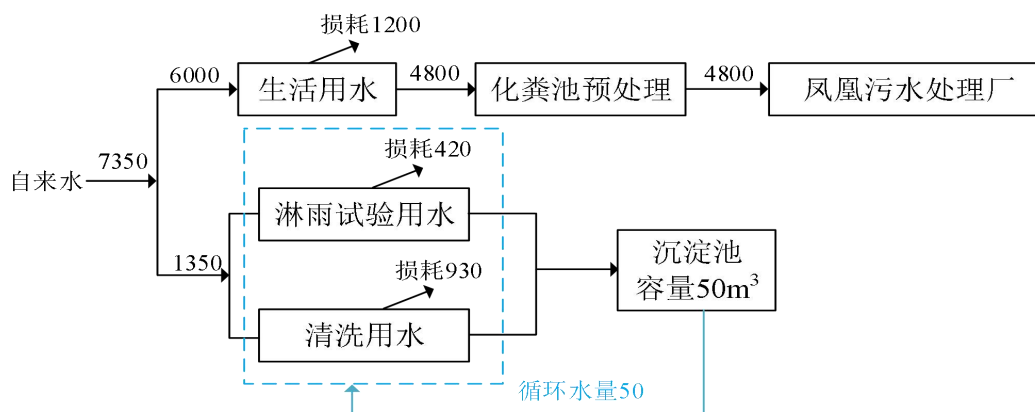 损耗1200
6000
生活用水
4800
化粪池预处理
4800
凤凰污水处理厂
自来水
7350
损耗420
淋雨试验用水
1350
损耗930
清洗用水
沉淀池
容量50m³
循环水量50